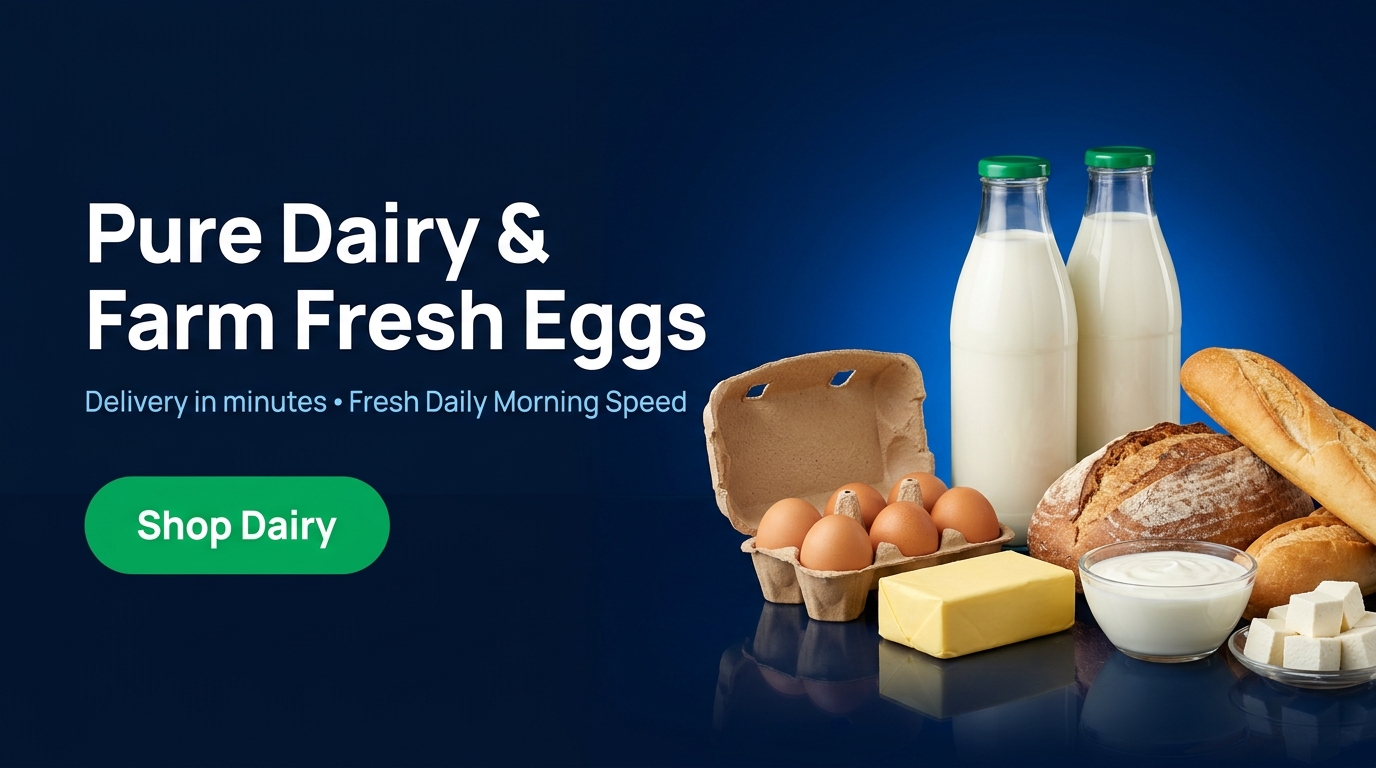 Pure Dairy &
Farm Fresh Eggs
Delivery in minutes • Fresh Daily Morning Speed
Shop Dairy